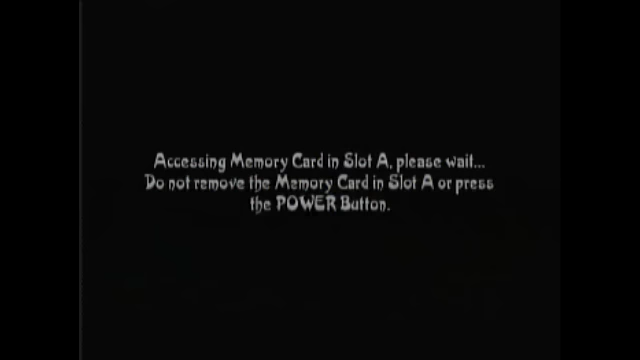 Accessing Memory Card in Slot A, please wait...
Do not remove the Memory Card in Slot A or press
the POWER Button.